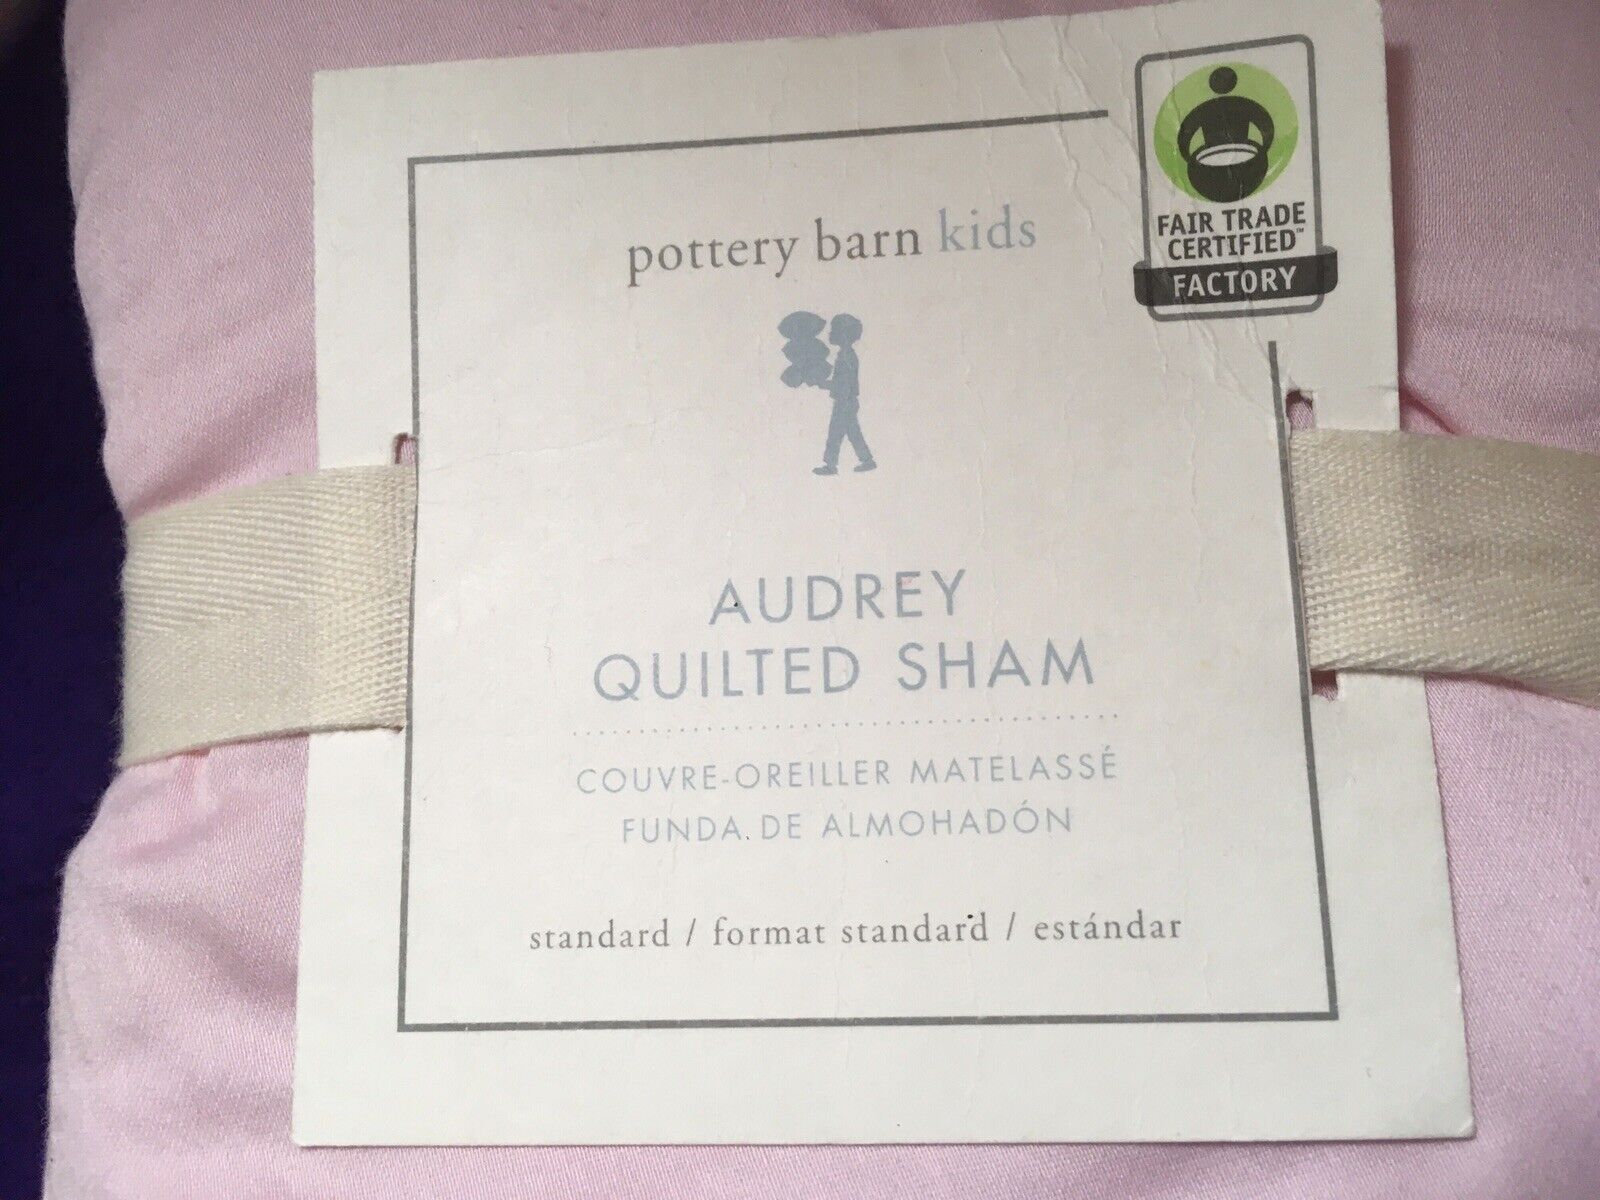 FAIR TRADE
CERTIFIED™
FACTORY
pottery barn kids
AUDREY
QUILTED SHAM
COUVRE-OREILLER MATELASSÉ
FUNDA DE ALMOHADÓN
standard / format standard / estándar